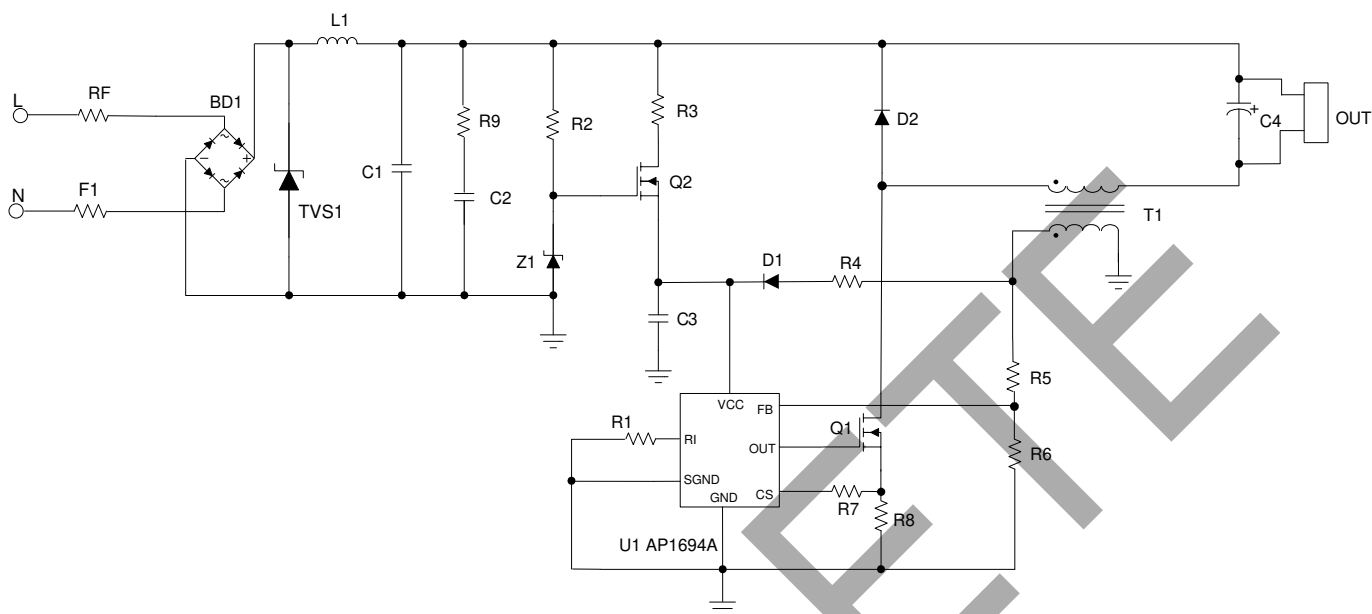 L1
L
RF
BD1
~
-
+
~
N
F1
TVS1
C1
R9
C2
R2
Z1
R3
Q2
C3
D2
+
C4
OUT
T1
D1
R4
R5
R6
VCC
FB
RI
OUT
SGND
GND
CS
R1
Q1
R7
R8
U1 AP1694A
ETE